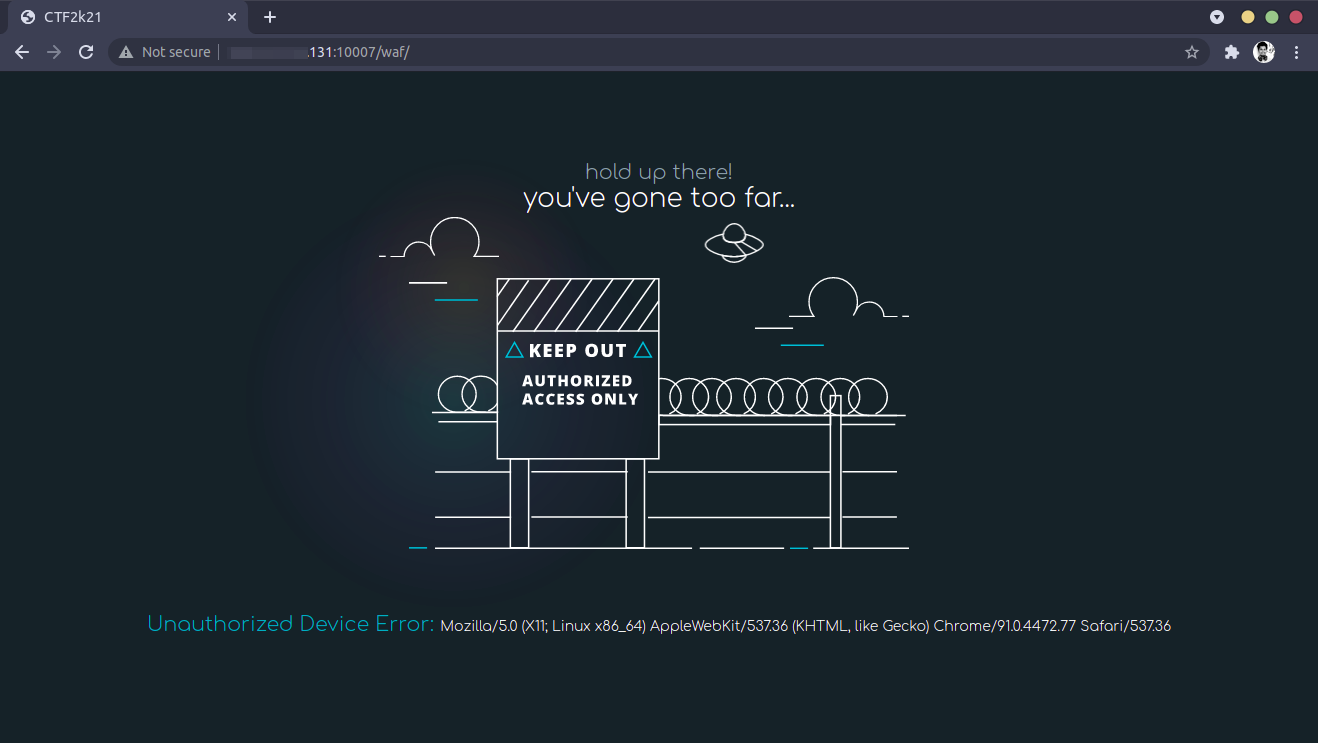 CTF2k21
Not secure
.131:10007/waf/
hold up there!
you've gone too far...
KEEP OUT
AUTHORIZED
ACCESS ONLY
Unauthorized Device Error: Mozilla/5.0 (X11; Linux x86_64) AppleWebKit/537.36 (KHTML, like Gecko) Chrome/91.0.4472.77 Safari/537.36